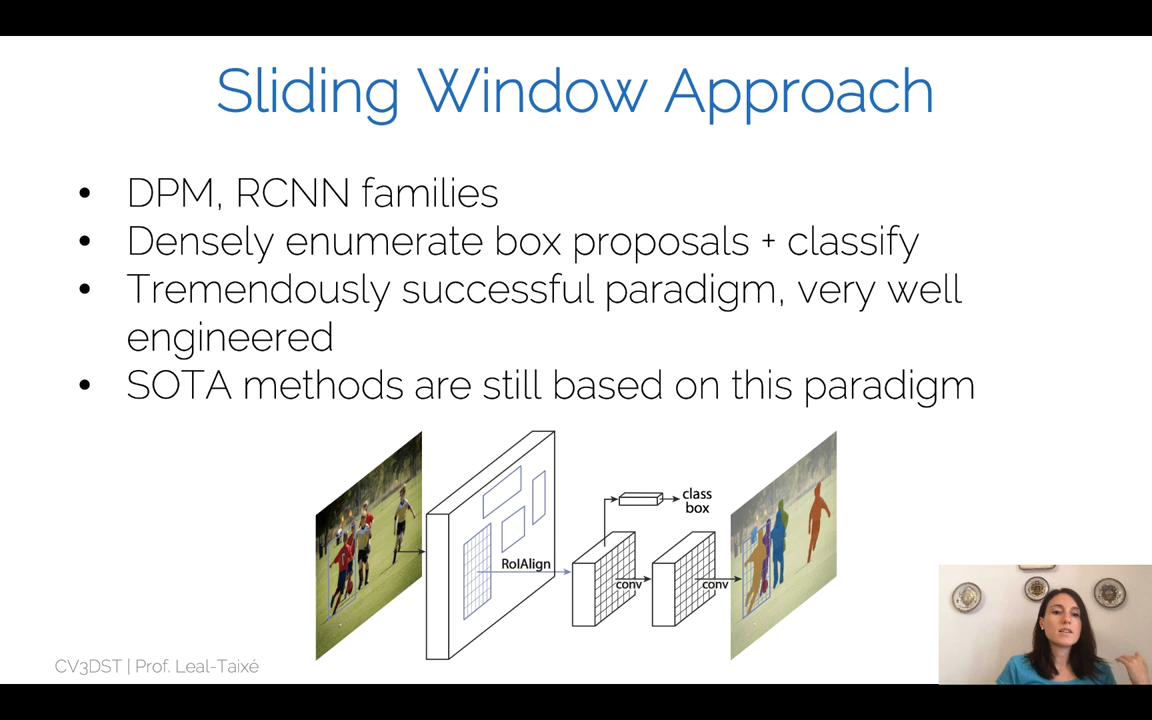 Sliding Window Approach
• DPM, RCNN families
• Densely enumerate box proposals + classify
• Tremendously successful paradigm, very well
engineered
• SOTA methods are still based on this paradigm
class
box
RoIAlign
conv
conv
CV3DST | Prof. Leal-Taixé